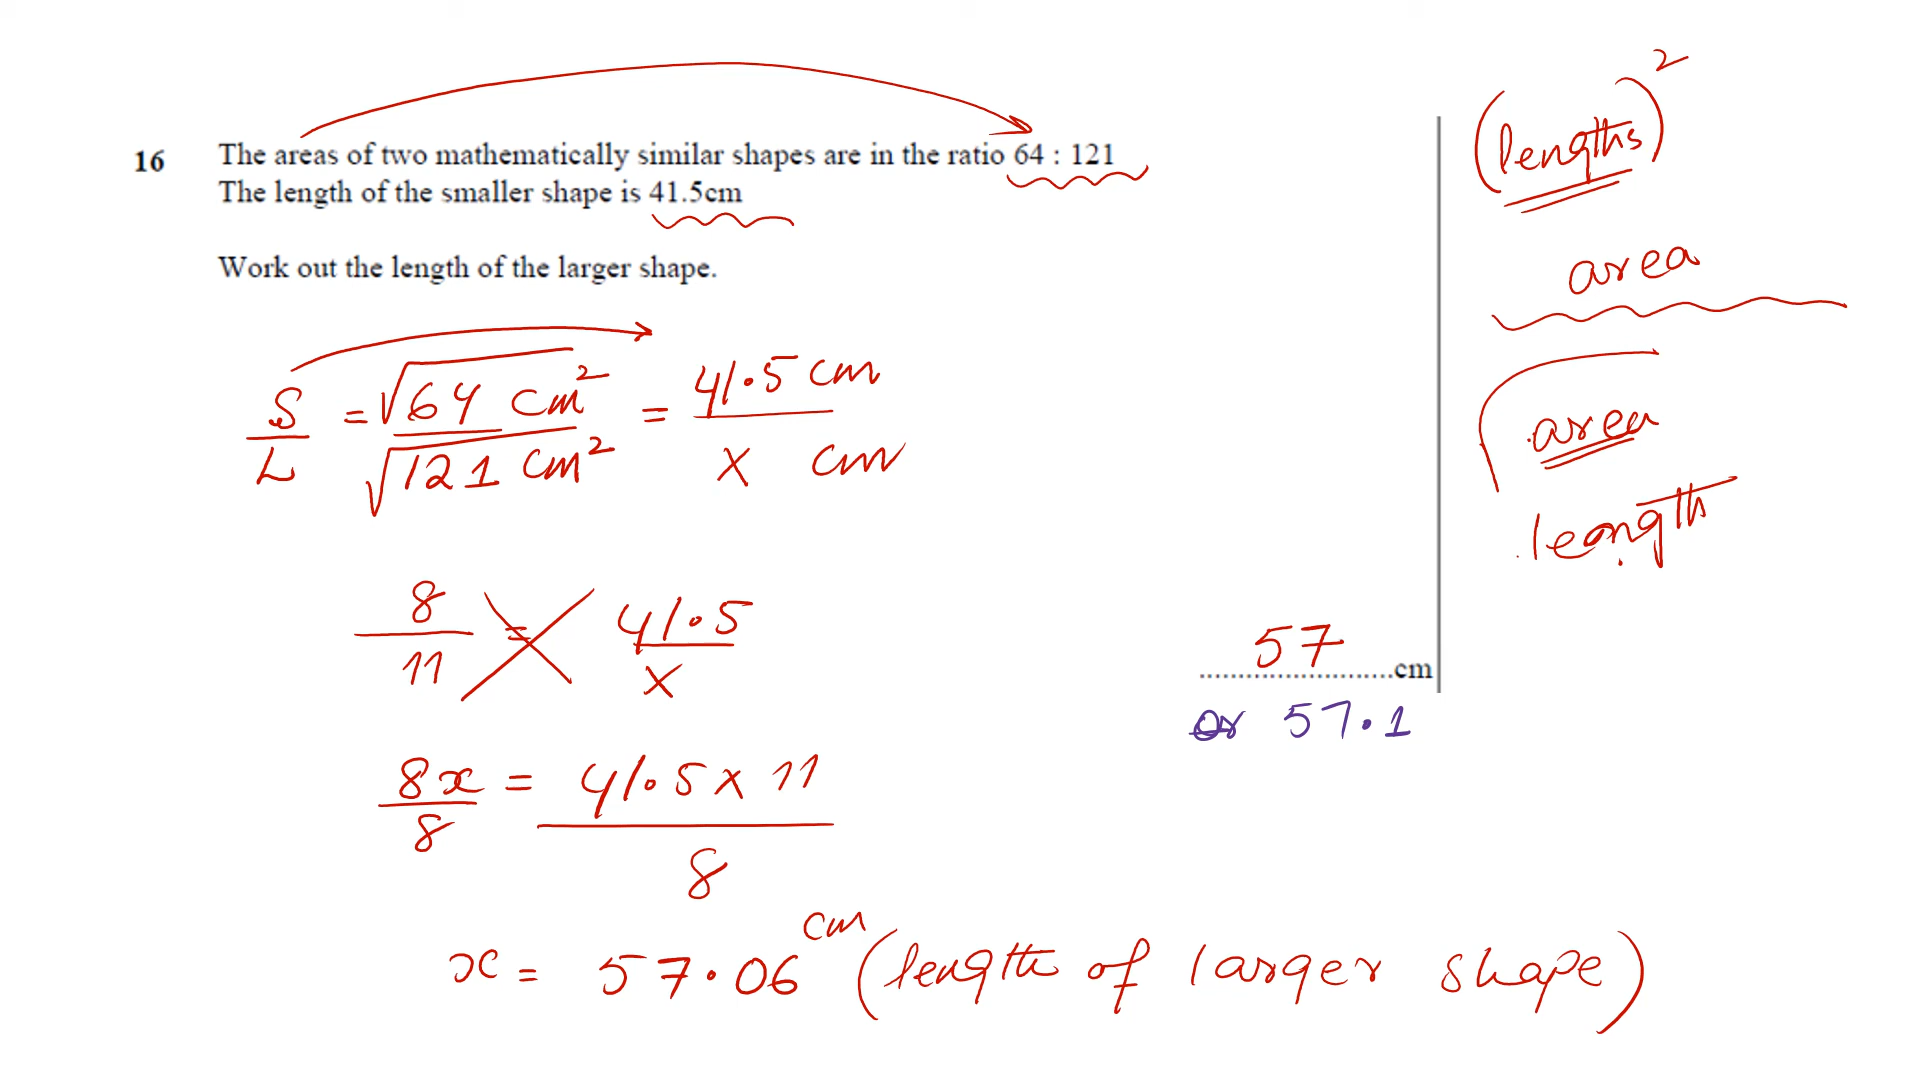 16 The areas of two mathematically similar shapes are in the ratio 64 : 121
The length of the smaller shape is 41.5cm
Work out the length of the larger shape.
S/L = √64 cm² / √121 cm² = 41.5 cm / x cm
8/11 = 41.5/x
8x/8 = 41.5 x 11 / 8
x = 57.06 cm (length of larger shape)
57 cm
or 57.1
(lengths)²
area
area
length